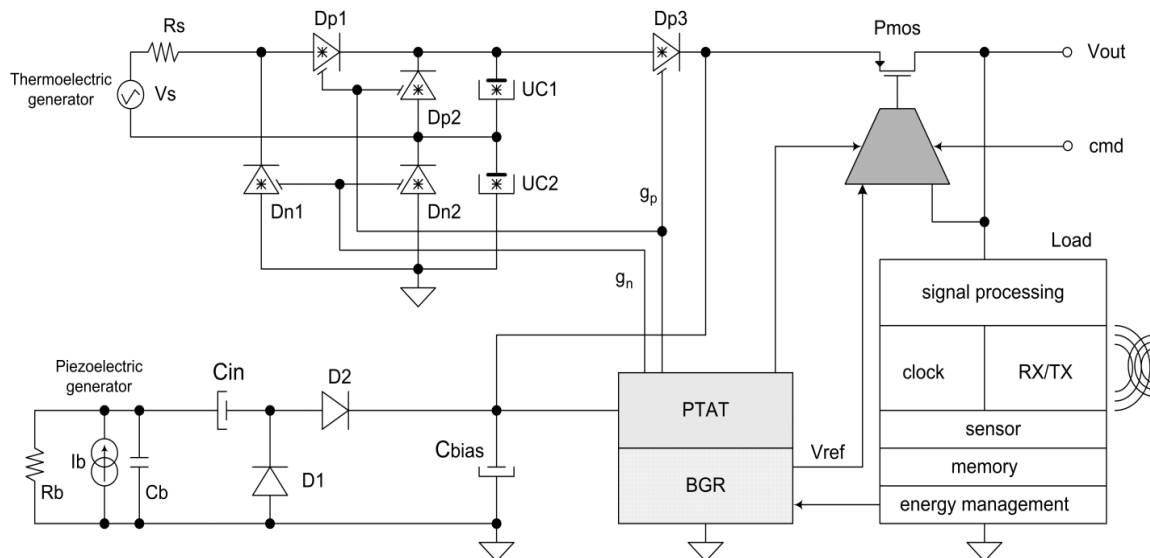 Rs
Dp1
Dp3
Pmos
Vout
Thermoelectric
generator
Vs
UC1
Dp2
cmd
Dn1
Dn2
UC2
gp
gn
Load
signal processing
clock
RX/TX
sensor
memory
energy management
Piezoelectric
generator
Cin
D2
Rb
Ib
Cb
D1
Cbias
PTAT
BGR
Vref